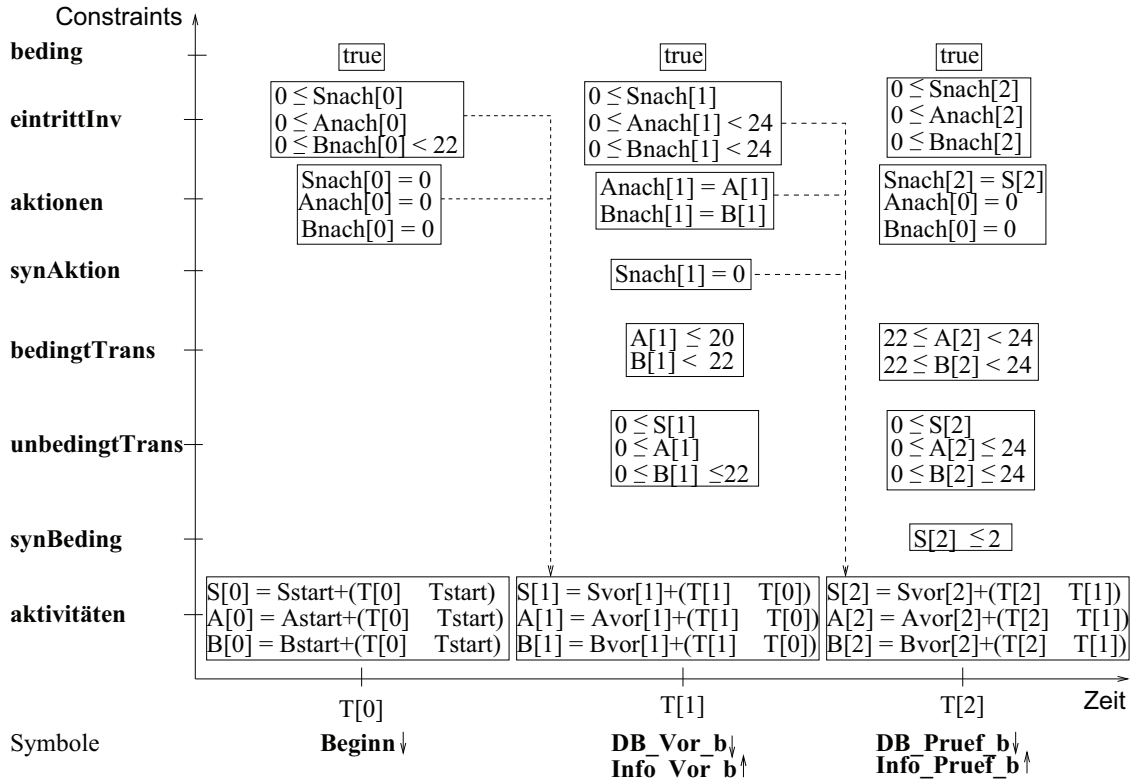 Constraints
beding
true
true
true
eintrittInv
0 ≤ Snach[0]
0 ≤ Anach[0]
0 ≤ Bnach[0] < 22
0 ≤ Snach[1]
0 ≤ Anach[1] < 24
0 ≤ Bnach[1] < 24
0 ≤ Snach[2]
0 ≤ Anach[2]
0 ≤ Bnach[2]
aktionen
Snach[0] = 0
Anach[0] = 0
Bnach[0] = 0
Anach[1] = A[1]
Bnach[1] = B[1]
Snach[2] = S[2]
Anach[0] = 0
Bnach[0] = 0
synAktion
Snach[1] = 0
bedingtTrans
A[1] ≤ 20
B[1] < 22
22 ≤ A[2] < 24
22 ≤ B[2] < 24
unbedingtTrans
0 ≤ S[1]
0 ≤ A[1]
0 ≤ B[1] ≤22
0 ≤ S[2]
0 ≤ A[2] ≤ 24
0 ≤ B[2] ≤ 24
synBeding
S[2] ≤ 2
aktivitäten
S[0] = Sstart+(T[0] Tstart)
A[0] = Astart+(T[0] Tstart)
B[0] = Bstart+(T[0] Tstart)
S[1] = Svor[1]+(T[1] T[0])
A[1] = Avor[1]+(T[1] T[0])
B[1] = Bvor[1]+(T[1] T[0])
S[2] = Svor[2]+(T[2] T[1])
A[2] = Avor[2]+(T[2] T[1])
B[2] = Bvor[2]+(T[2] T[1])
T[0]
T[1]
T[2]
Zeit
Symbole
Beginn↓
DB_Vor_b↓
Info_Vor_b↑
DB_Pruef_b↓
Info_Pruef_b↑